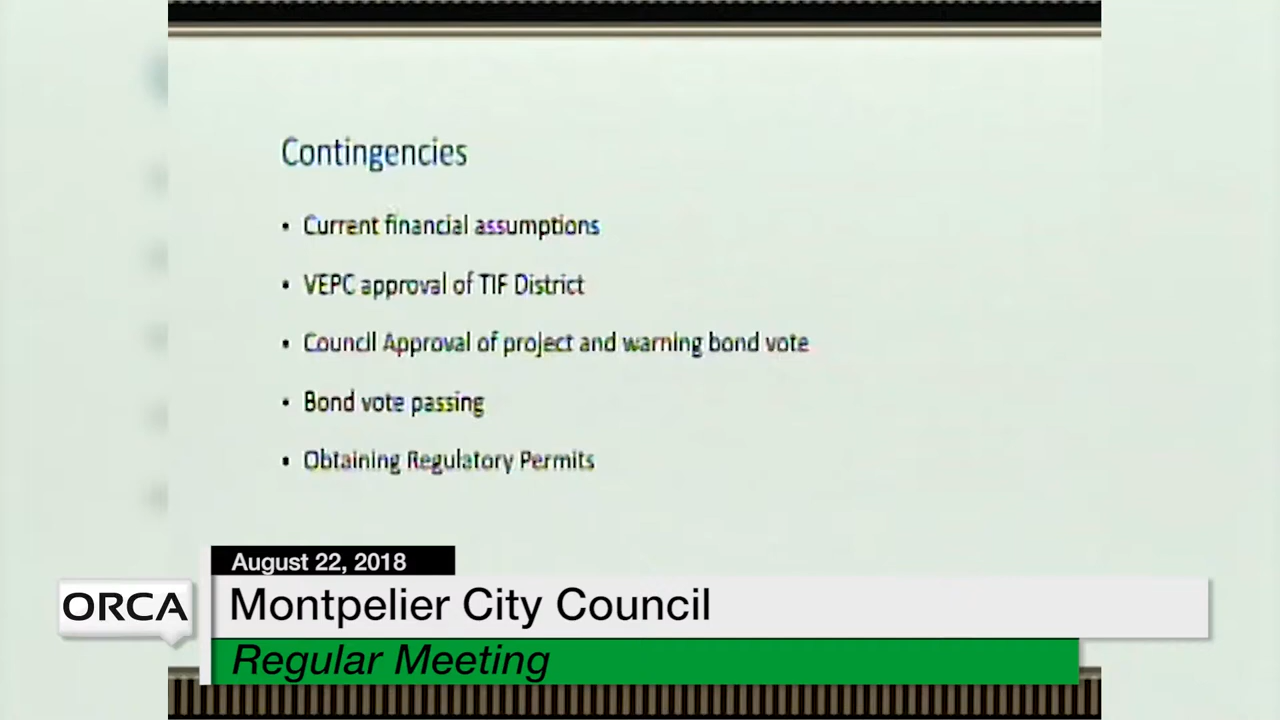 Contingencies
• Current financial assumptions
• VEPC approval of TIF District
• Council Approval of project and warning bond vote
• Bond vote passing
• Obtaining Regulatory Permits
August 22, 2018
ORCA
Montpelier City Council
Regular Meeting